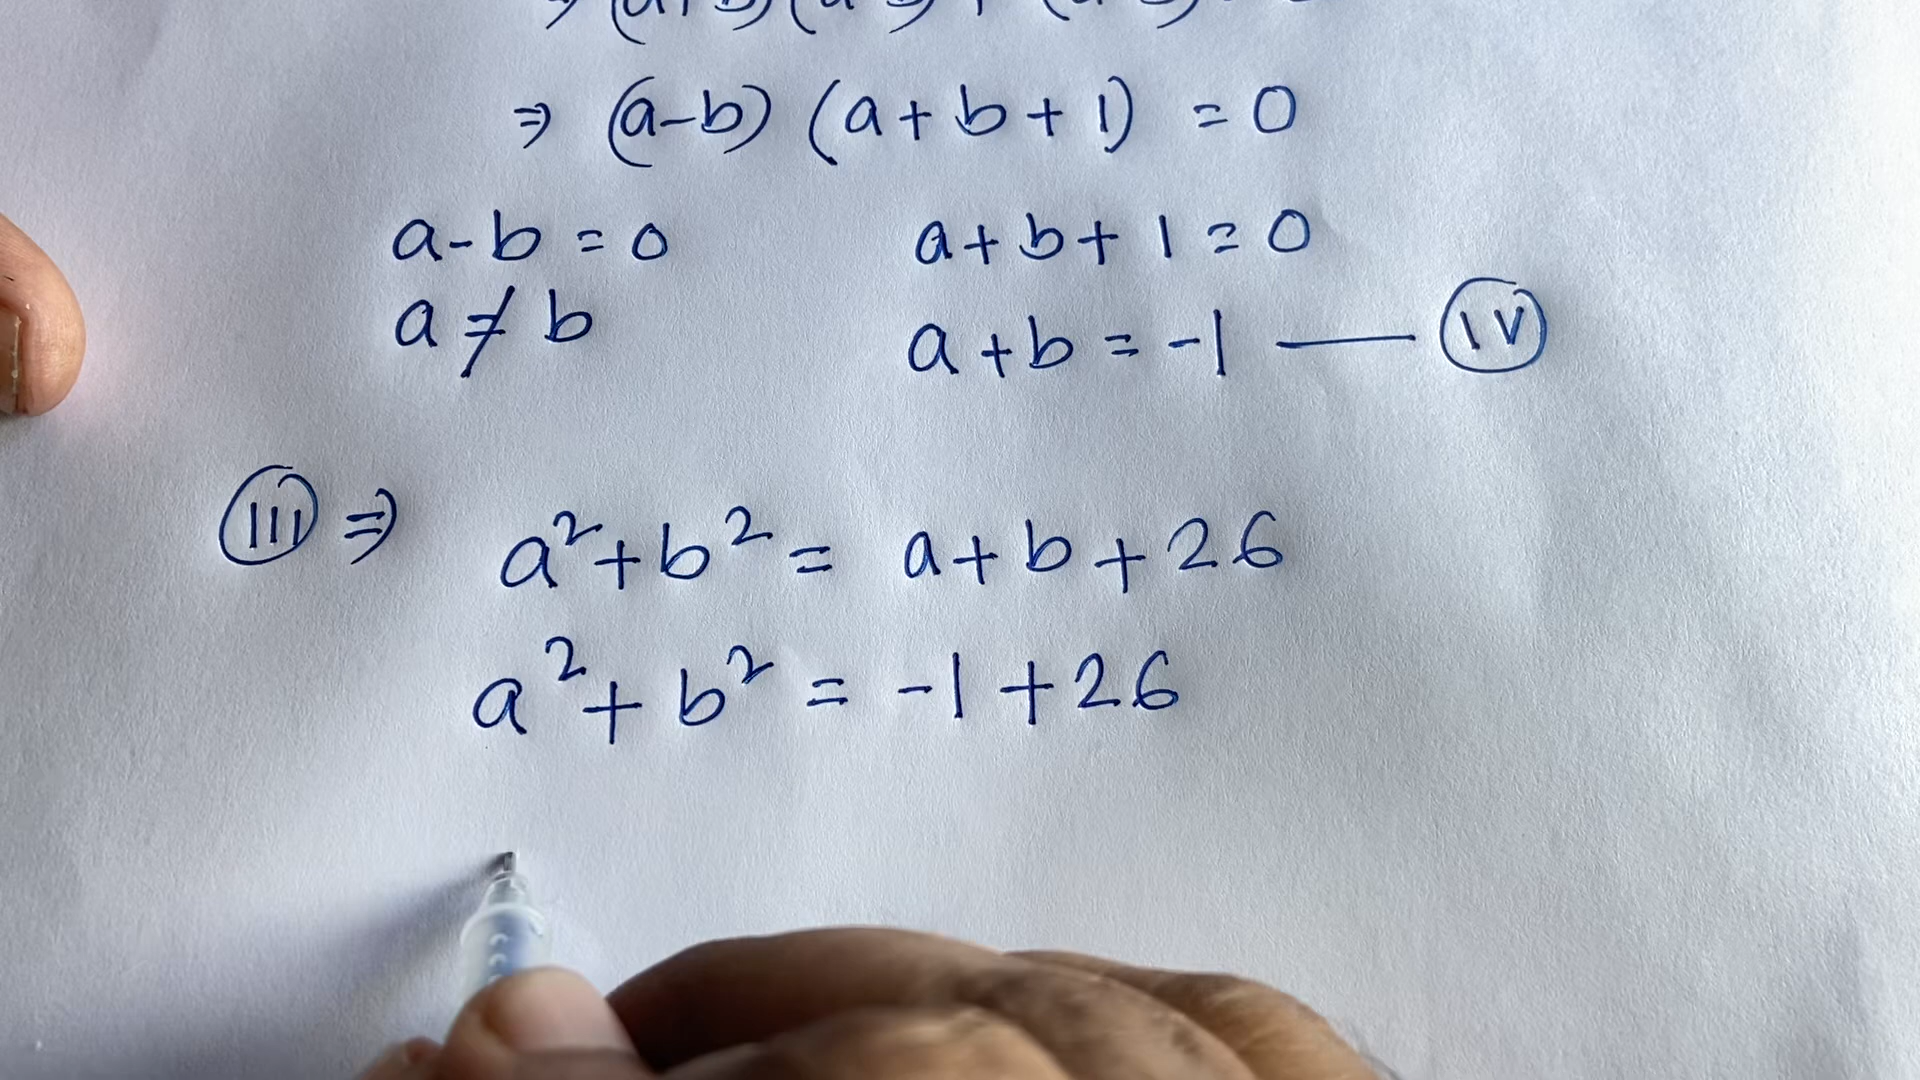 ⇒ (a-b) (a+b+1) = 0
a-b = 0
a+b+1 = 0
a ≠ b
a+b = -1 —— (IV)
(III) ⇒ a²+b² = a+b+26
a²+b² = -1+26